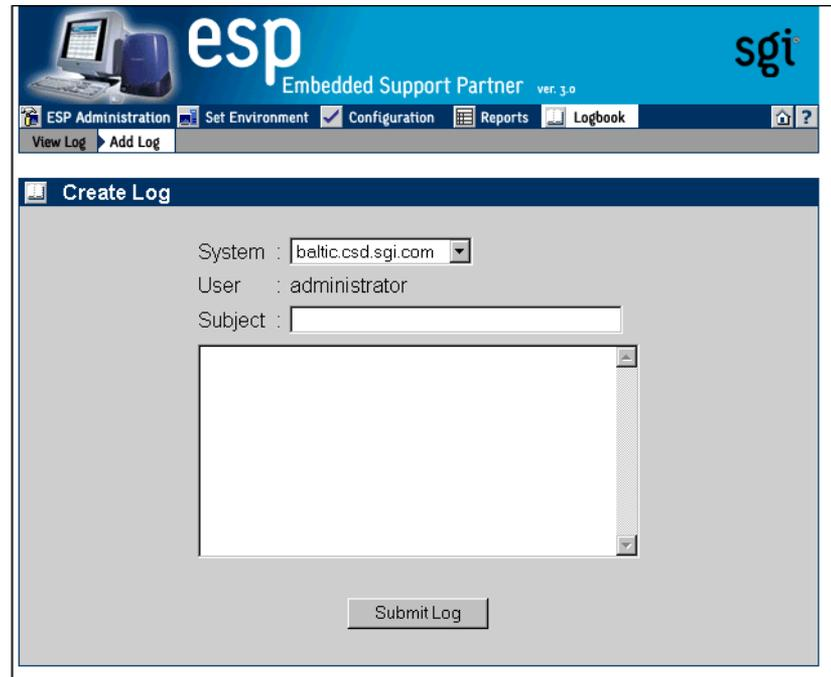 esp
Embedded Support Partner ver. 3.0
sgi
ESP Administration Set Environment Configuration Reports Logbook ?
View Log Add Log
Create Log
System : baltic.csd.sgi.com
User : administrator
Subject :
Submit Log